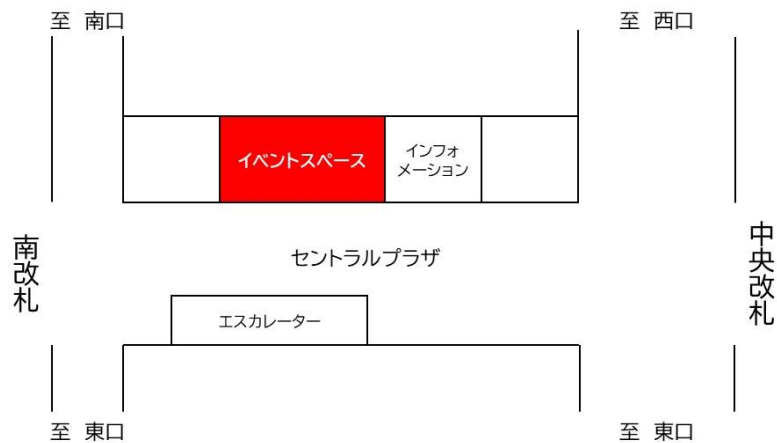 至 南口
至 西口
イベントスペース
インフォ
メーション
南改札
セントラルプラザ
中央改札
エスカレーター
至 東口
至 東口